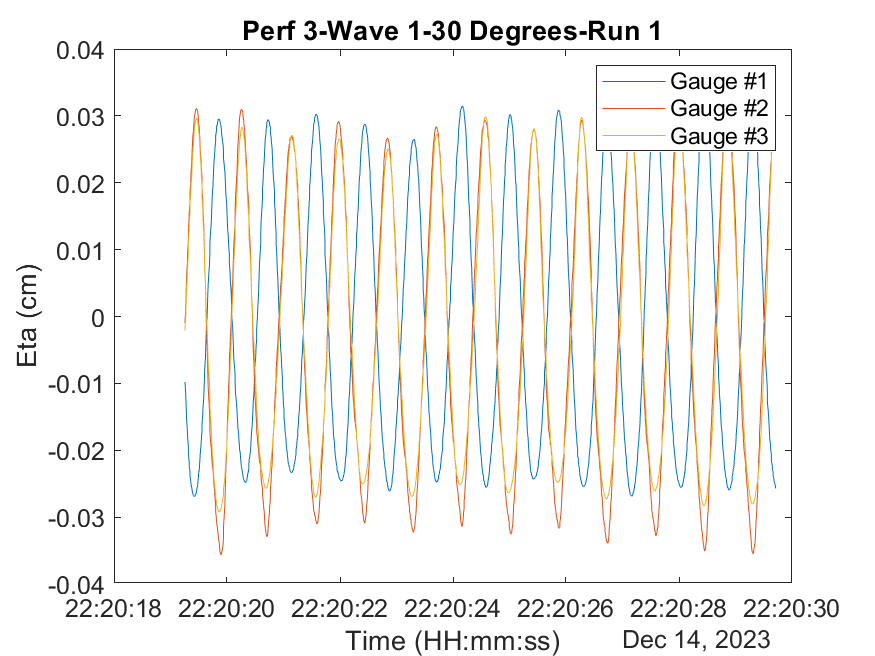 Perf 3-Wave 1-30 Degrees-Run 1
0.04
0.03
0.02
0.01
0
-0.01
-0.02
-0.03
-0.04
Eta (cm)
Gauge #1
Gauge #2
Gauge #3
22:20:18 22:20:20 22:20:22 22:20:24 22:20:26 22:20:28 22:20:30
Time (HH:mm:ss)
Dec 14, 2023